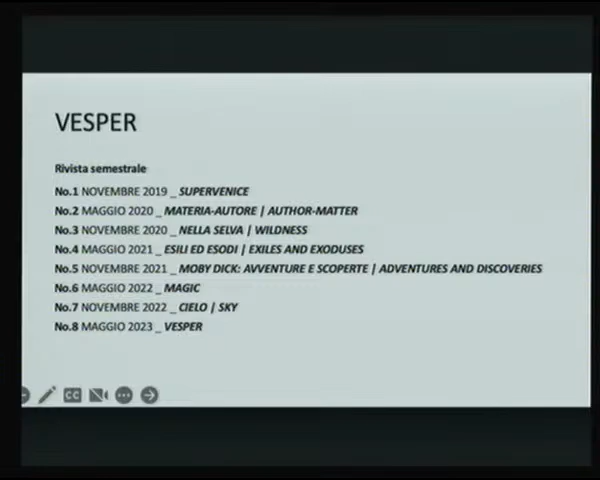 VESPER
Rivista semestrale
No.1 NOVEMBRE 2019 _ SUPERVENICE
No.2 MAGGIO 2020 _ MATERIA-AUTORE | AUTHOR-MATTER
No.3 NOVEMBRE 2020 _ NELLA SELVA | WILDNESS
No.4 MAGGIO 2021 _ ESILI ED ESODI | EXILES AND EXODUSES
No.5 NOVEMBRE 2021 _ MOBY DICK: AVVENTURE E SCOPERTE | ADVENTURES AND DISCOVERIES
No.6 MAGGIO 2022 _ MAGIC
No.7 NOVEMBRE 2022 _ CIELO | SKY
No.8 MAGGIO 2023 _ VESPER
CC